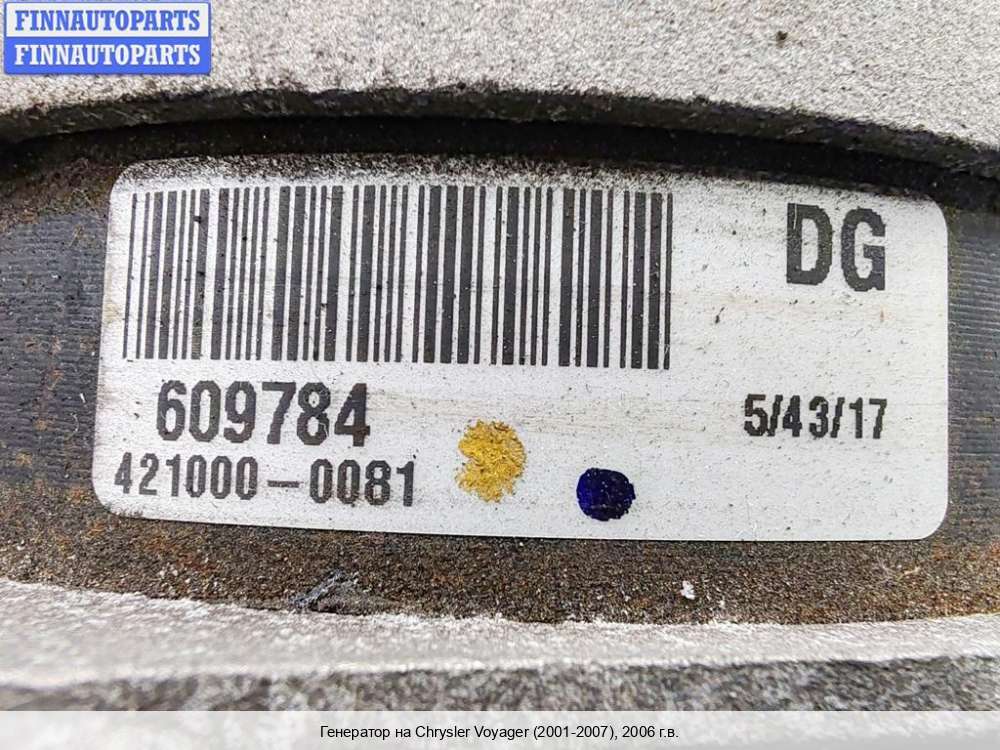 FINNAUTOPARTS
FINNAUTOPARTS
DG
609784
5/43/17
421000-0081
Генератор на Chrysler Voyager (2001-2007), 2006 г.в.